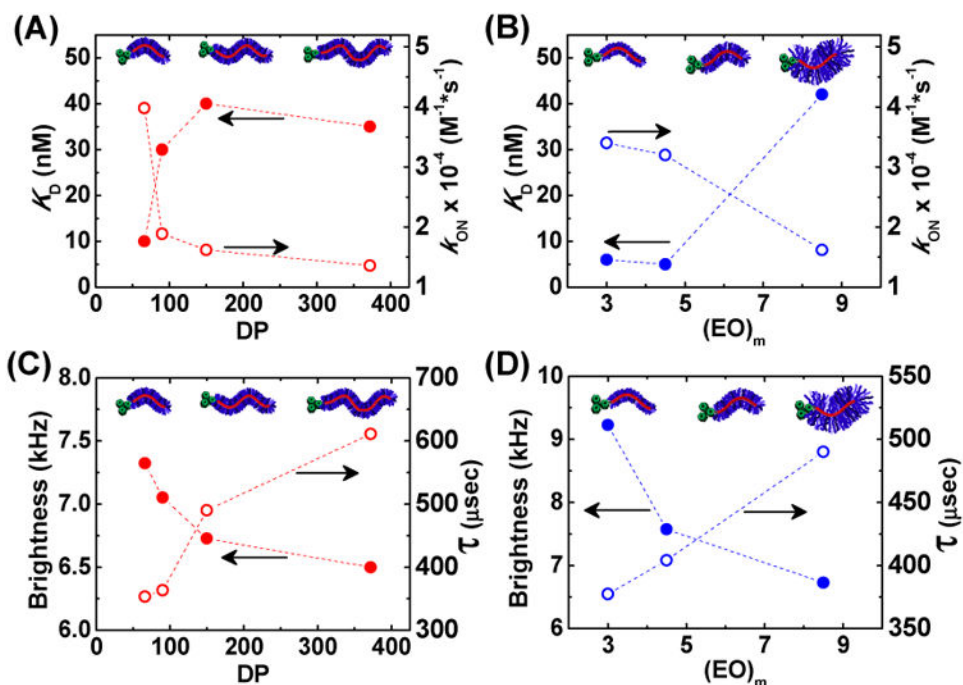 (A)
50
40
30
20
10
0
K_D (nM)
5
4
3
2
1
k_ON x 10^-4 (M^-1*s^-1)
0 100 200 300 400
DP
(B)
50
40
30
20
10
0
K_D (nM)
5
4
3
2
1
k_ON x 10^-4 (M^-1*s^-1)
3 5 7 9
(EO)_m
(C)
8.0
7.5
7.0
6.5
6.0
Brightness (kHz)
700
600
500
400
300
τ (μsec)
0 100 200 300 400
DP
(D)
10
9
8
7
6
Brightness (kHz)
550
500
450
400
350
τ (μsec)
3 5 7 9
(EO)_m